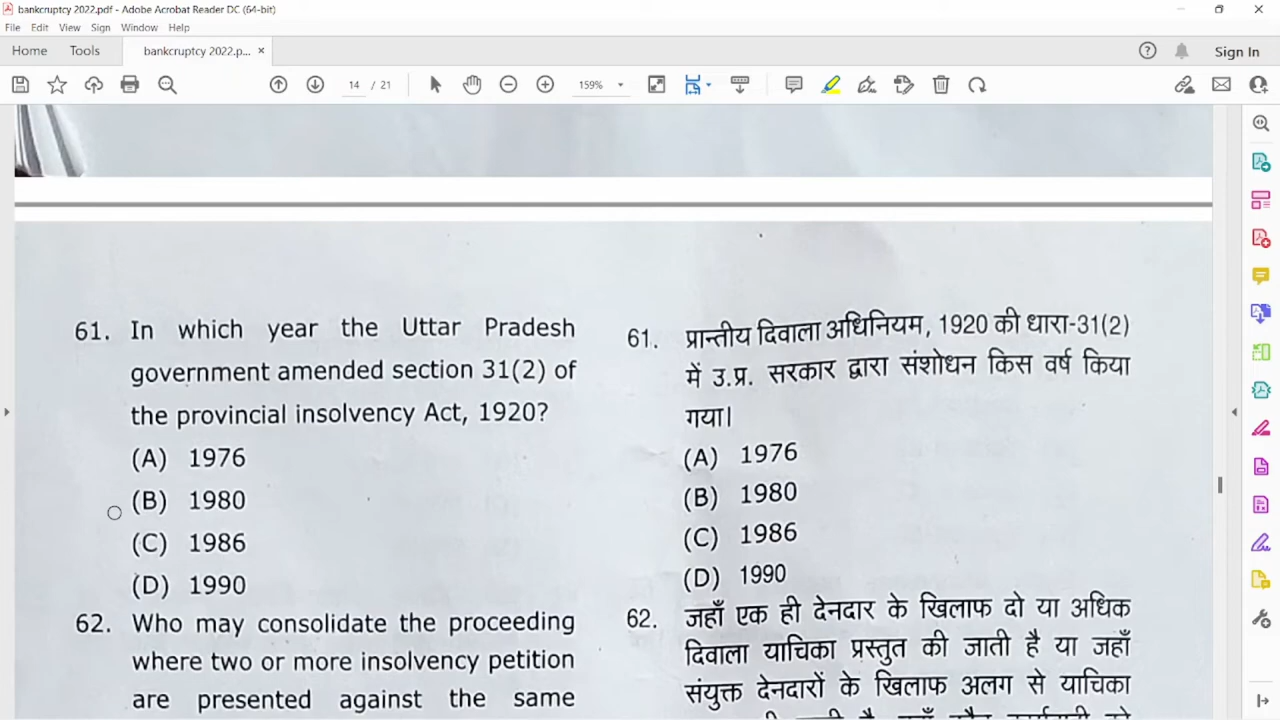 bankcruptcy 2022.pdf - Adobe Acrobat Reader DC (64-bit)
File Edit View Sign Window Help
Home Tools bankcruptcy 2022.p... ×
Sign In
14 / 21
159%
61. In which year the Uttar Pradesh
government amended section 31(2) of
the provincial insolvency Act, 1920?
(A) 1976
(B) 1980
(C) 1986
(D) 1990
62. Who may consolidate the proceeding
where two or more insolvency petition
are presented against the same
61. प्रान्तीय दिवाला अधिनियम, 1920 की धारा-31(2)
में उ.प्र. सरकार द्वारा संशोधन किस वर्ष किया
गया।
(A) 1976
(B) 1980
(C) 1986
(D) 1990
62. जहाँ एक ही देनदार के खिलाफ दो या अधिक
दिवाला याचिका प्रस्तुत की जाती है या जहाँ
संयुक्त देनदारों के खिलाफ अलग से याचिका